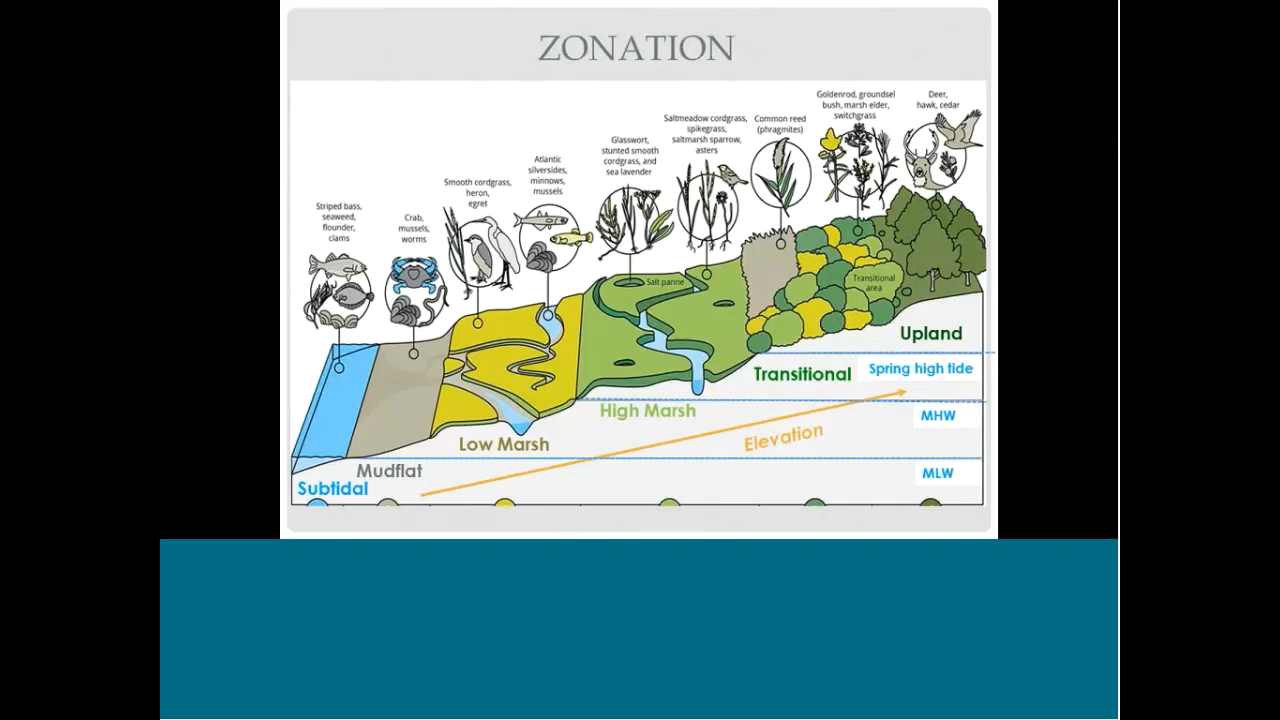 ZONATION
Goldenrod, groundsel
bush, marsh elder,
switchgrass
Deer,
hawk, cedar
Saltmeadow cordgrass,
spikegrass,
saltmarsh sparrow,
asters
Common reed
(phragmites)
Glasswort,
stunted smooth
cordgrass, and
sea lavender
Atlantic
silversides,
minnows,
mussels
Smooth cordgrass,
heron,
egret
Striped bass,
seaweed,
flounder,
clams
Crab,
mussels,
worms
Salt panne
Transitional
area
Upland
Transitional
Spring high tide
High Marsh
MHW
Elevation
Low Marsh
Mudflat
MLW
Subtidal